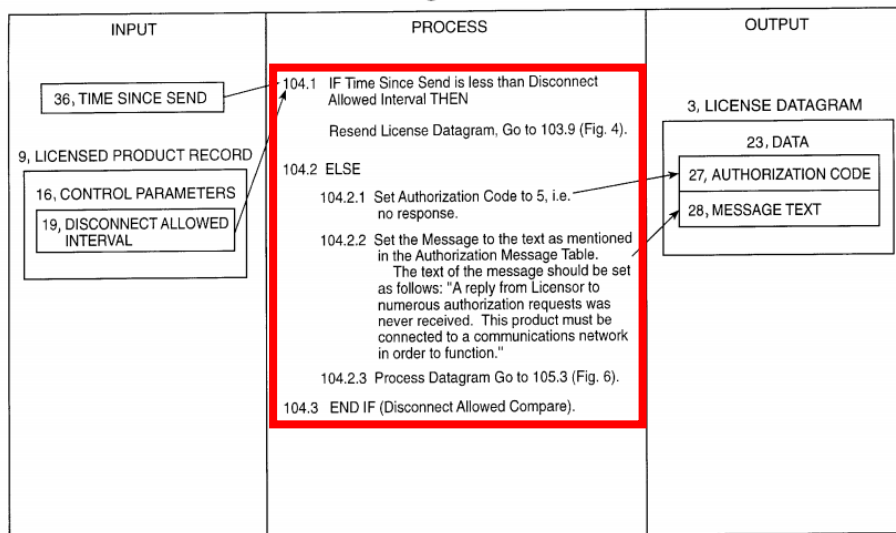 INPUT
PROCESS
OUTPUT
36, TIME SINCE SEND
9, LICENSED PRODUCT RECORD
16, CONTROL PARAMETERS
19, DISCONNECT ALLOWED
INTERVAL
104.1 IF Time Since Send is less than Disconnect
Allowed Interval THEN
Resend License Datagram, Go to 103.9 (Fig. 4).
104.2 ELSE
104.2.1 Set Authorization Code to 5, i.e.
no response.
104.2.2 Set the Message to the text as mentioned
in the Authorization Message Table.
The text of the message should be set
as follows: "A reply from Licensor to
numerous authorization requests was
never received. This product must be
connected to a communications network
in order to function."
104.2.3 Process Datagram Go to 105.3 (Fig. 6).
104.3 END IF (Disconnect Allowed Compare).
3, LICENSE DATAGRAM
23, DATA
27, AUTHORIZATION CODE
28, MESSAGE TEXT